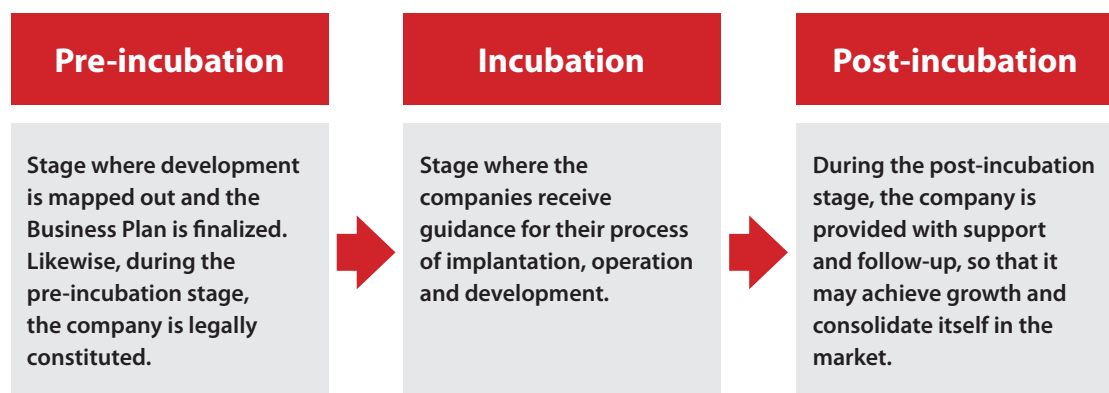 Pre-incubation
Stage where development
is mapped out and the
Business Plan is finalized.
Likewise, during the
pre-incubation stage,
the company is legally
constituted.
Incubation
Stage where the
companies receive
guidance for their process
of implantation, operation
and development.
Post-incubation
During the post-incubation
stage, the company is
provided with support
and follow-up, so that it
may achieve growth and
consolidate itself in the
market.